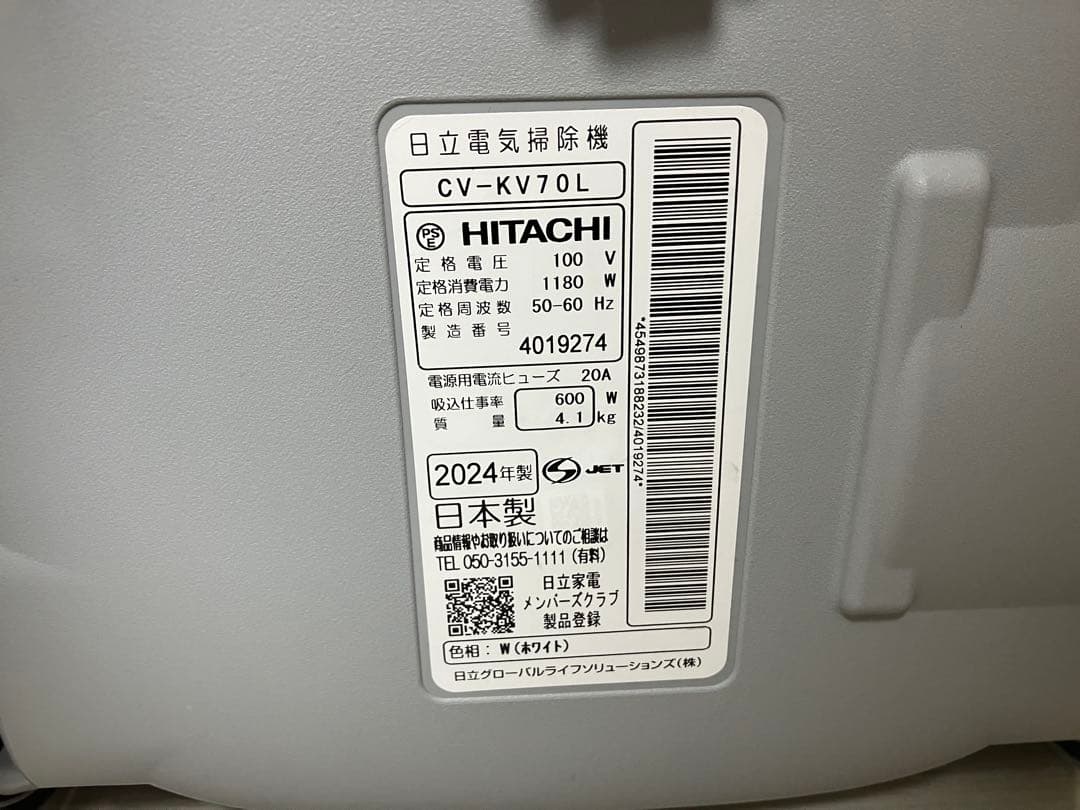 日立電気掃除機
CV-KV70L
PSE HITACHI
定格電圧 100 V
定格消費電力 1180 W
定格周波数 50-60 Hz
製造番号 4019274
電源用電流ヒューズ 20A
吸込仕事率 600 W
質量 4.1 kg
2024年製 S JET
日本製
商品情報やお取り扱いについてのご相談は
TEL 050-3155-1111 (有料)
日立家電
メンバーズクラブ
製品登録
色相: W(ホワイト)
日立グローバルライフソリューションズ(株)
*4549873188232/4019274*